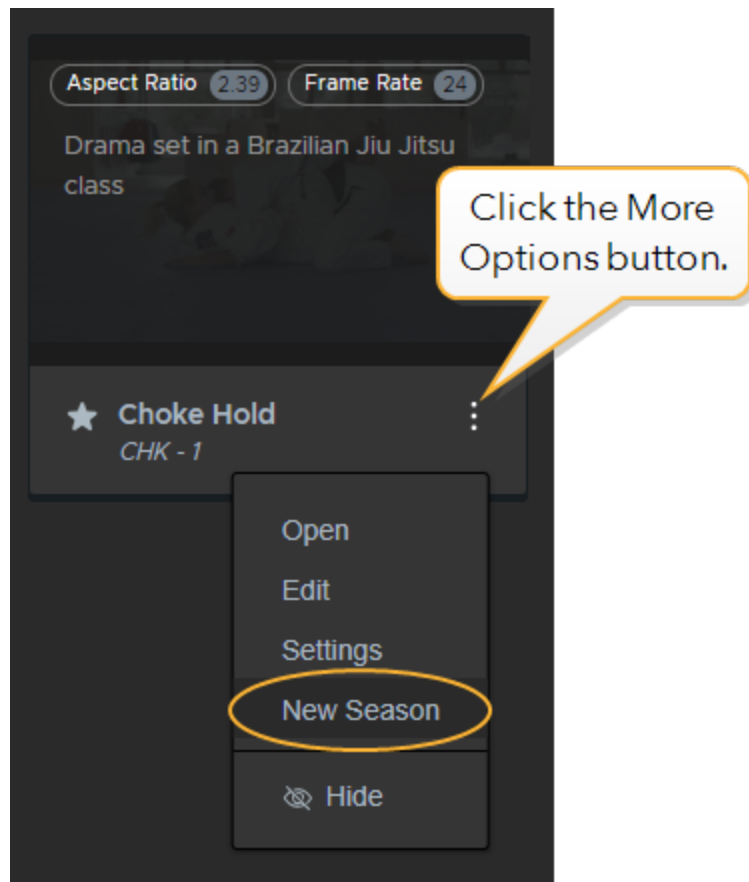 Aspect Ratio 2.39 Frame Rate 24
Drama set in a Brazilian Jiu Jitsu
class
Click the More
Options button.
Choke Hold
CHK - 1
Open
Edit
Settings
New Season
Hide